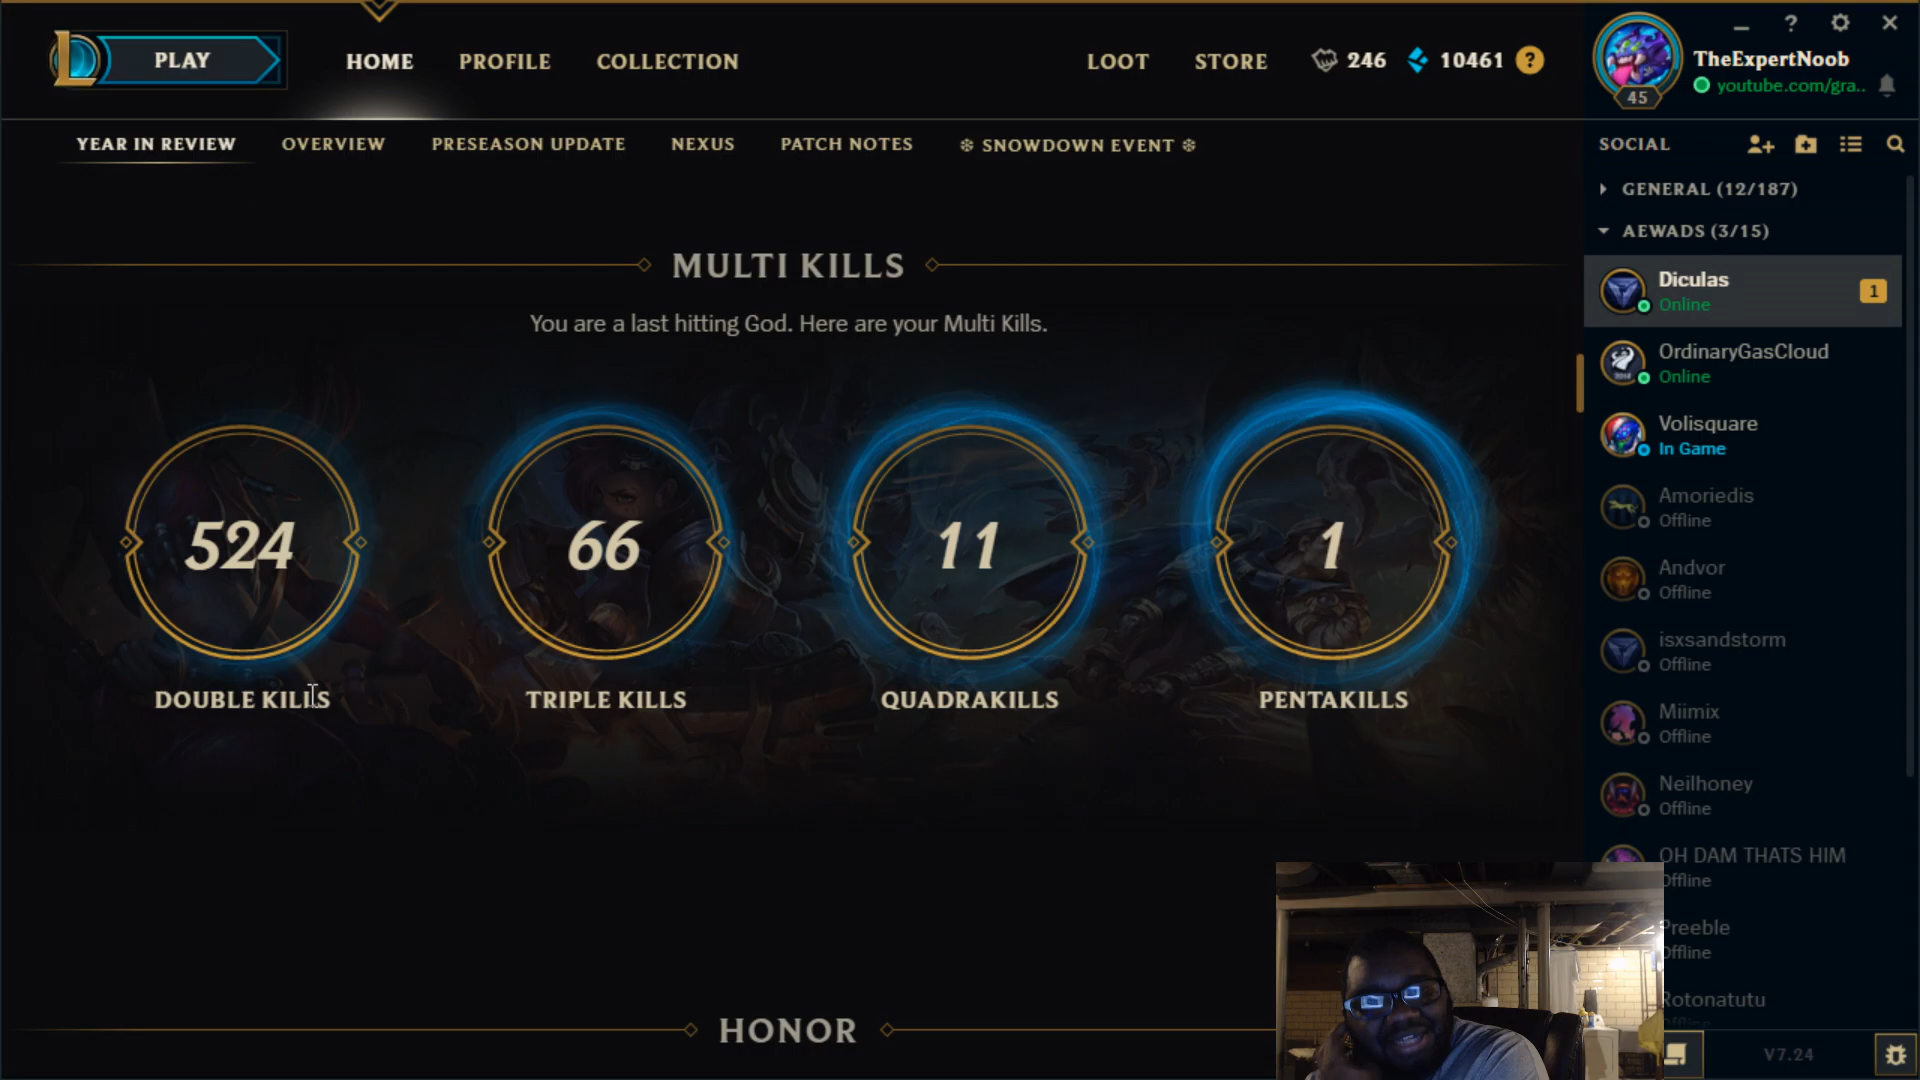 PLAY
HOME
PROFILE
COLLECTION
LOOT
STORE
246
10461
?
?
45
TheExpertNoob
youtube.com/gra..
YEAR IN REVIEW
OVERVIEW
PRESEASON UPDATE
NEXUS
PATCH NOTES
❄ SNOWDOWN EVENT ❄
SOCIAL
GENERAL (12/187)
AEWADS (3/15)
MULTI KILLS
You are a last hitting God. Here are your Multi Kills.
524
DOUBLE KILLS
66
TRIPLE KILLS
11
QUADRAKILLS
1
PENTAKILLS
Diculas
Online
1
OrdinaryGasCloud
Online
Volisquare
In Game
Amoriedis
Offline
Andvor
Offline
isxsandstorm
Offline
Miimix
Offline
Neilhoney
Offline
OH DAM THATS HIM
Offline
Preeble
Offline
Rotonatutu
HONOR
V7.24